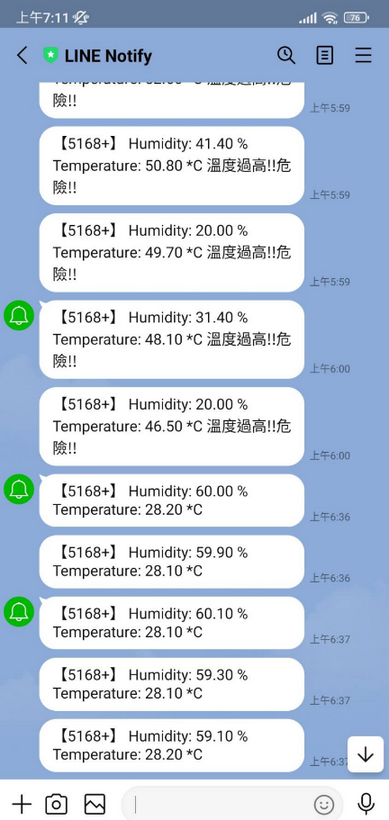 上午7:11
76
LINE Notify
險!!
上午5:59
【5168+】 Humidity: 41.40 %
Temperature: 50.80 *C 溫度過高!!危
險!!
上午5:59
【5168+】 Humidity: 20.00 %
Temperature: 49.70 *C 溫度過高!!危
險!!
上午5:59
【5168+】 Humidity: 31.40 %
Temperature: 48.10 *C 溫度過高!!危
險!!
上午6:00
【5168+】 Humidity: 20.00 %
Temperature: 46.50 *C 溫度過高!!危
險!!
上午6:00
【5168+】 Humidity: 60.00 %
Temperature: 28.20 *C
上午6:36
【5168+】 Humidity: 59.90 %
Temperature: 28.10 *C
上午6:36
【5168+】 Humidity: 60.10 %
Temperature: 28.10 *C
上午6:37
【5168+】 Humidity: 59.30 %
Temperature: 28.10 *C
上午6:37
【5168+】 Humidity: 59.10 %
Temperature: 28.20 *C
上午6:37